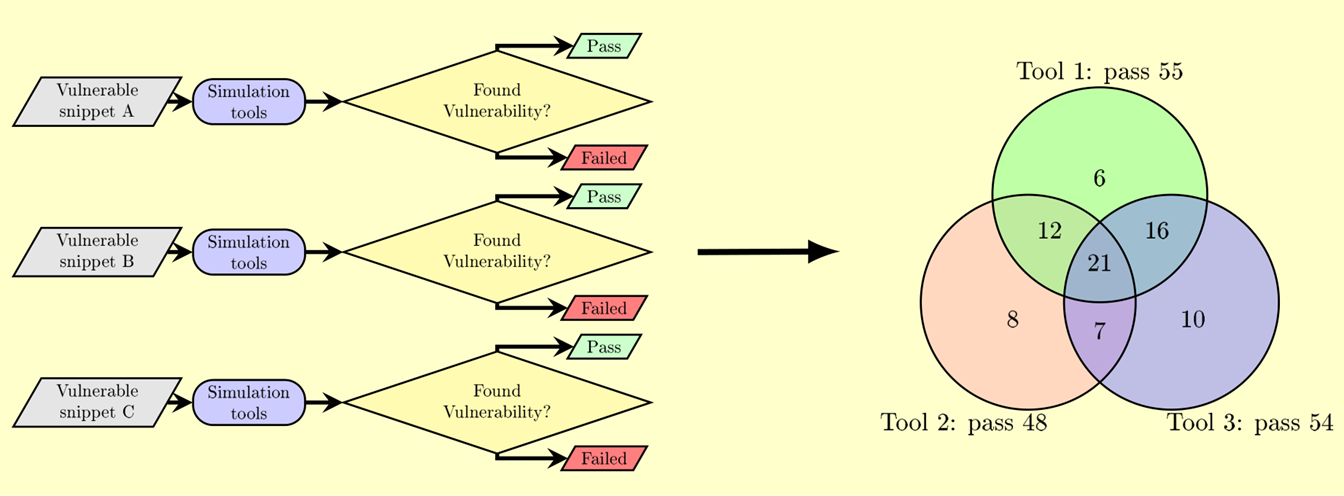 Vulnerable
snippet A
Simulation
tools
Found
Vulnerability?
Pass
Failed
Vulnerable
snippet B
Simulation
tools
Found
Vulnerability?
Pass
Failed
Vulnerable
snippet C
Simulation
tools
Found
Vulnerability?
Pass
Failed
Tool 1: pass 55
6
12
16
21
8
7
10
Tool 2: pass 48
Tool 3: pass 54